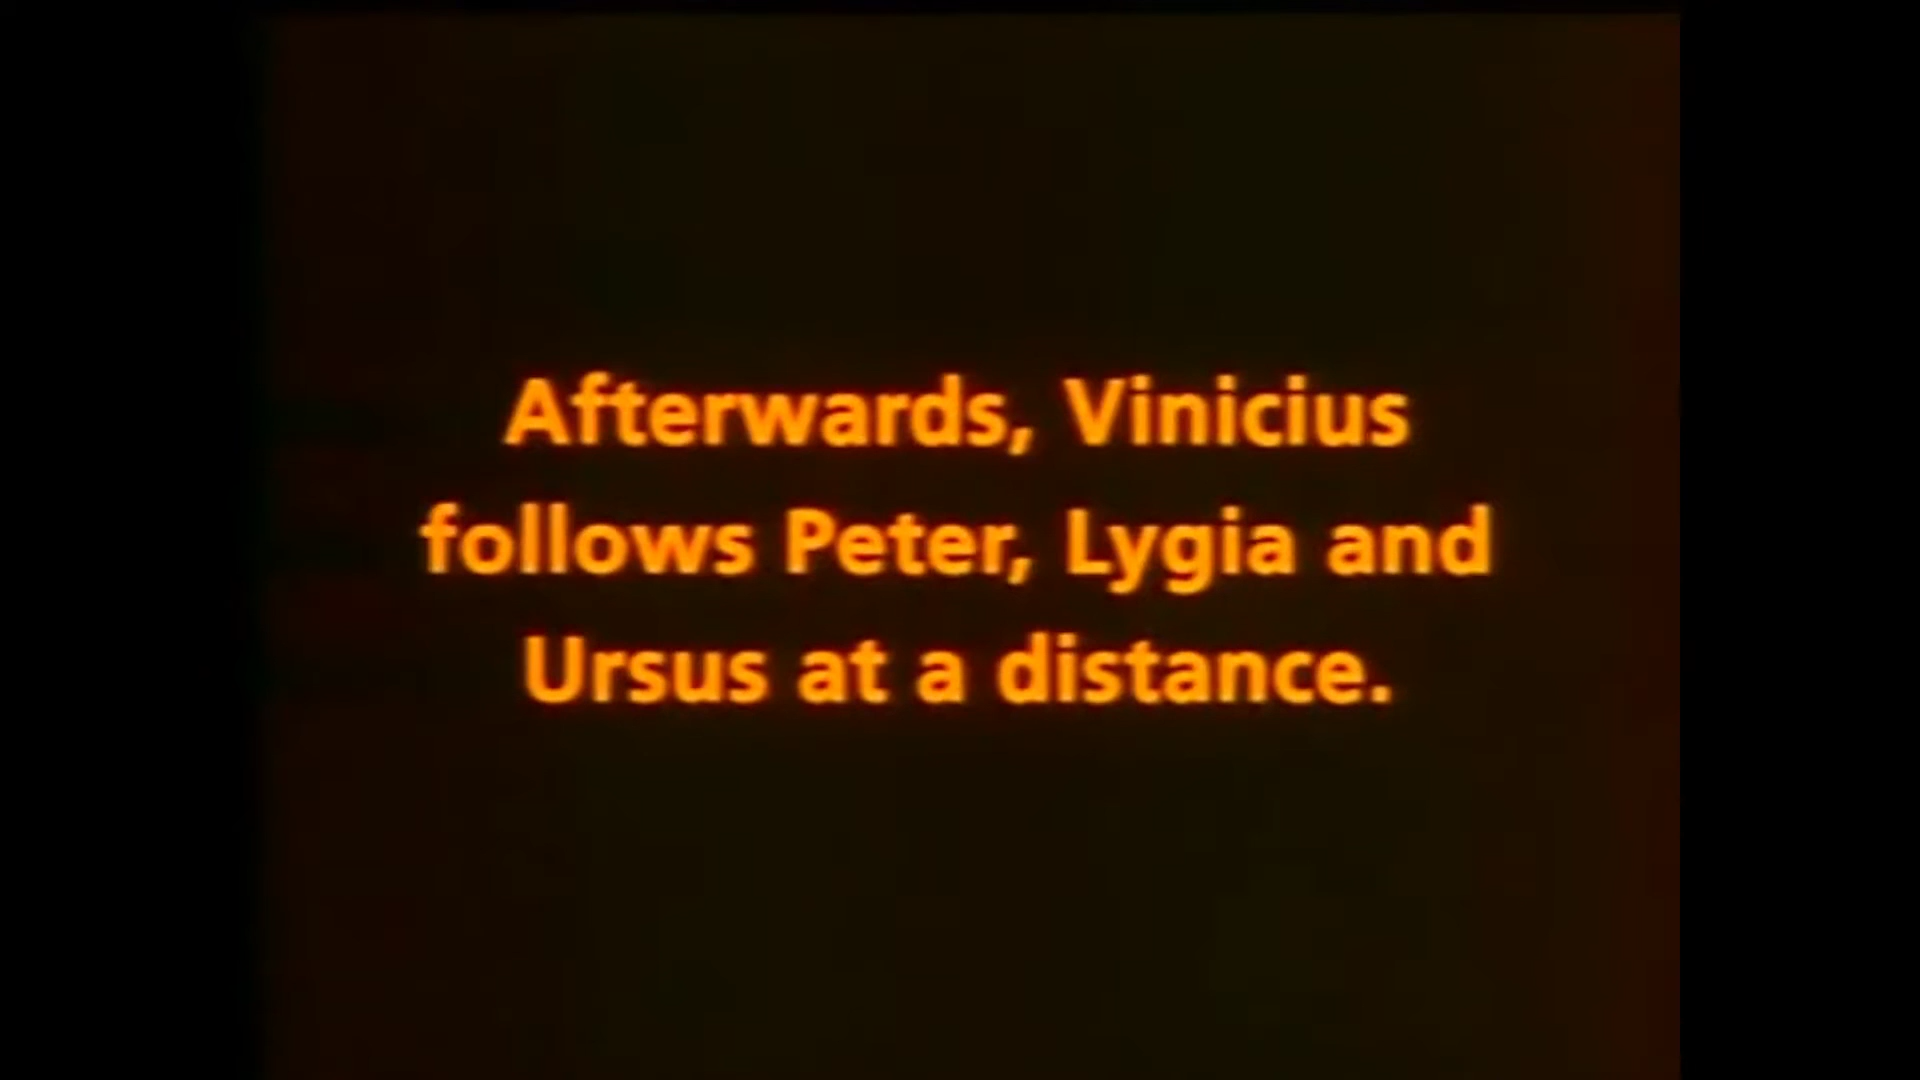 Afterwards, Vinicius
follows Peter, Lygia and
Ursus at a distance.